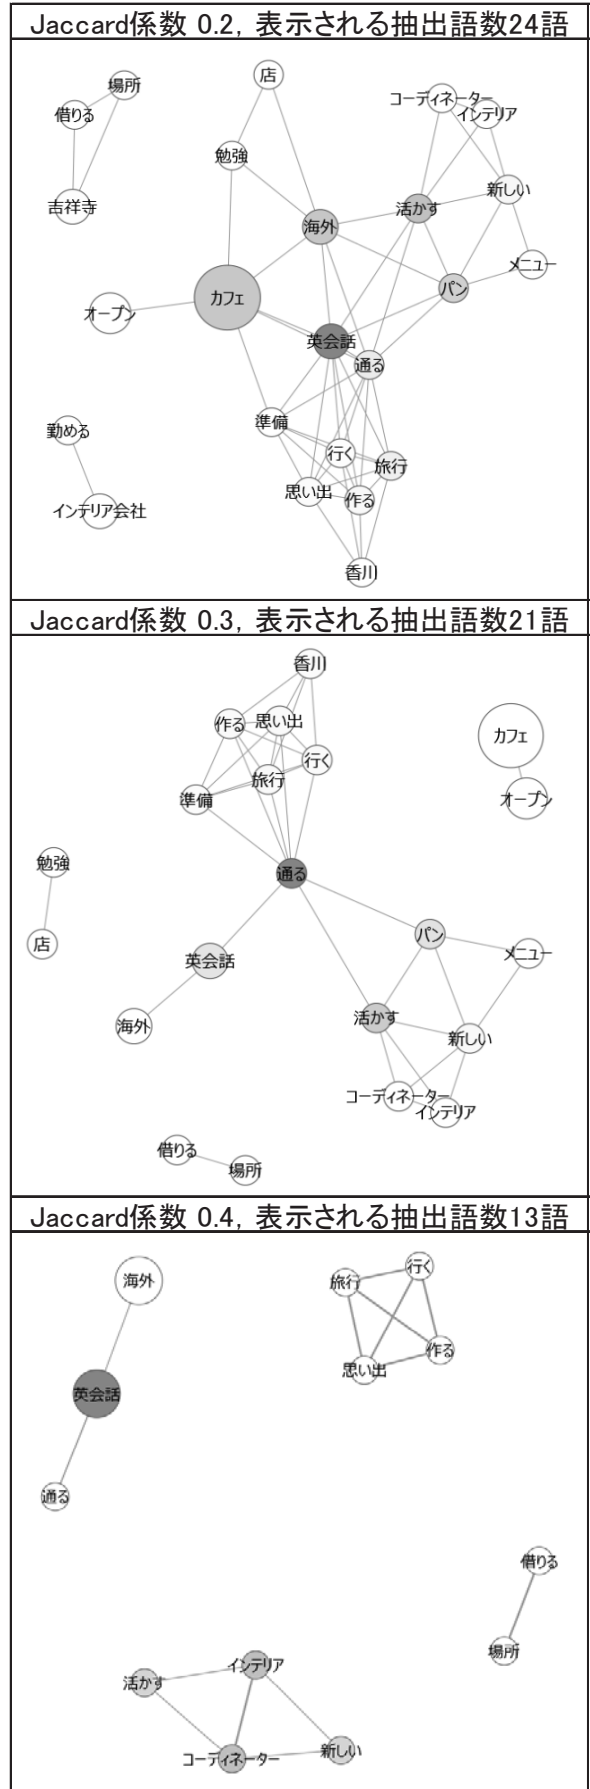 Jaccard係数 0.2, 表示される抽出語数24語
店
場所
コーディネーター
借りる
インテリア
勉強
新しい
吉祥寺
活かす
海外
メニュー
パン
カフェ
オープン
英会話
通る
準備
勤める
行く
旅行
思い出
作る
インテリア会社
香川
Jaccard係数 0.3, 表示される抽出語数21語
香川
作る
思い出
カフェ
行く
旅行
準備
オープン
勉強
通る
店
パン
メニュー
英会話
海外
活かす
新しい
コーディネーター
インテリア
借りる
場所
Jaccard係数 0.4, 表示される抽出語数13語
海外
旅行
行く
作る
思い出
英会話
通る
借りる
場所
インテリア
活かす
コーディネーター
新しい